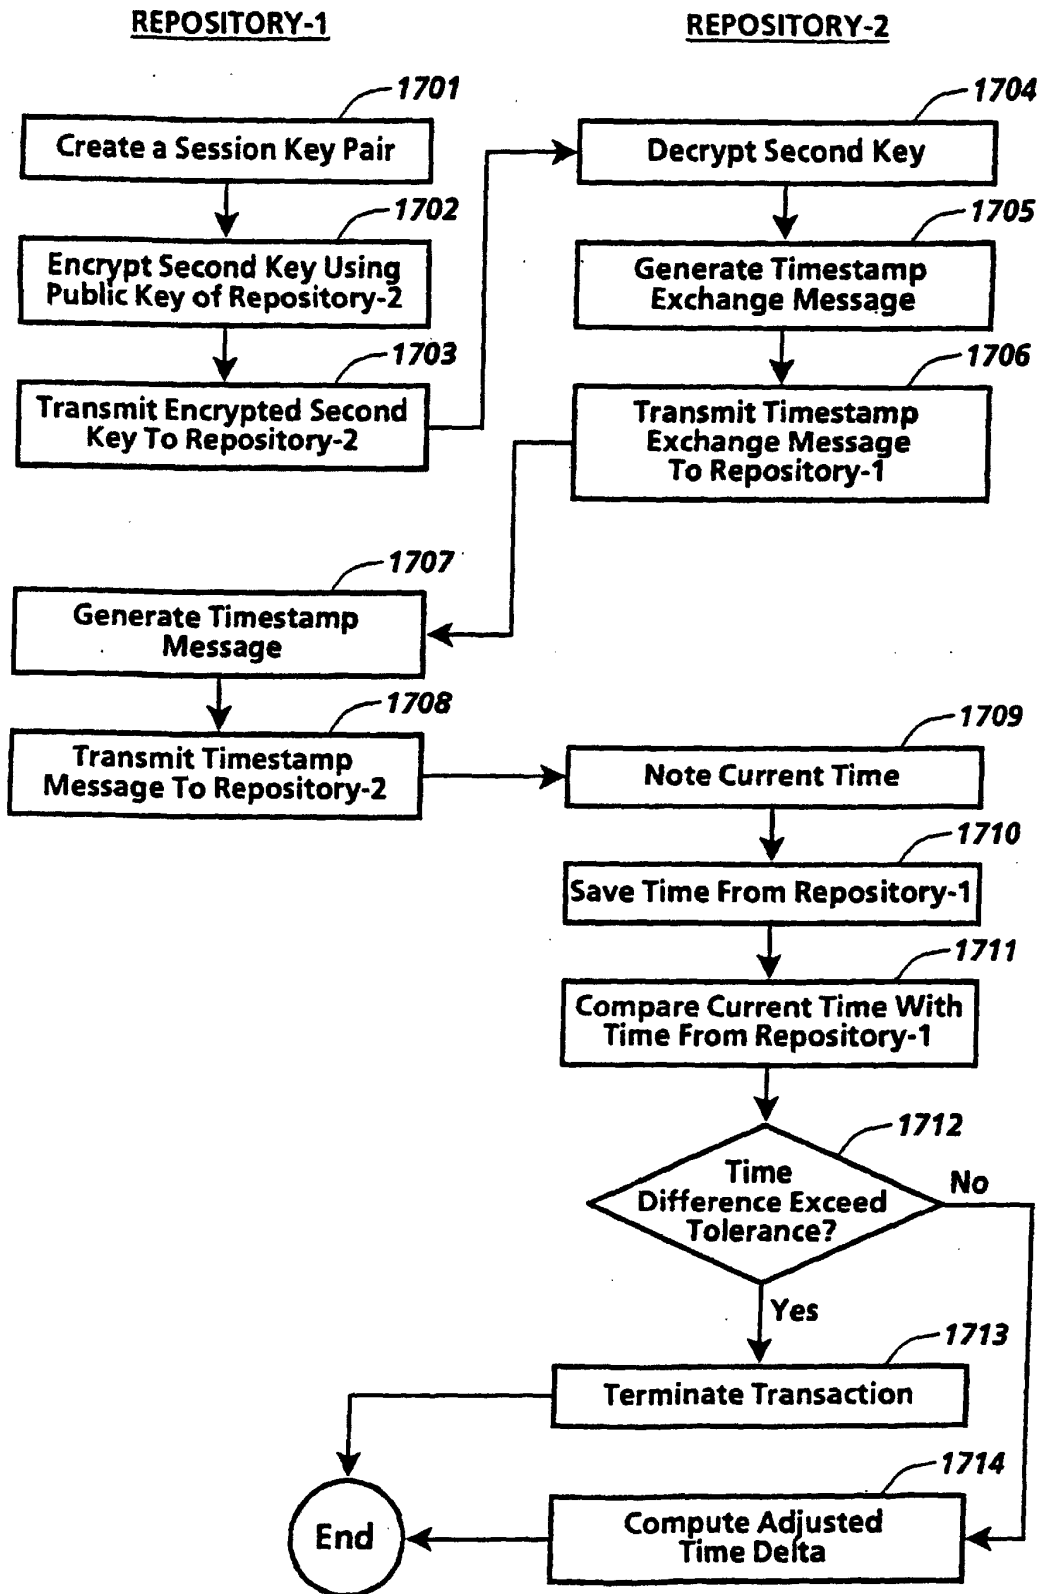 REPOSITORY-1
REPOSITORY-2
1701
Create a Session Key Pair
1702
Encrypt Second Key Using
Public Key of Repository-2
1703
Transmit Encrypted Second
Key To Repository-2
1704
Decrypt Second Key
1705
Generate Timestamp
Exchange Message
1706
Transmit Timestamp
Exchange Message
To Repository-1
1707
Generate Timestamp
Message
1708
Transmit Timestamp
Message To Repository-2
1709
Note Current Time
1710
Save Time From Repository-1
1711
Compare Current Time With
Time From Repository-1
1712
Time
Difference Exceed
Tolerance?
No
Yes
1713
Terminate Transaction
1714
Compute Adjusted
Time Delta
End